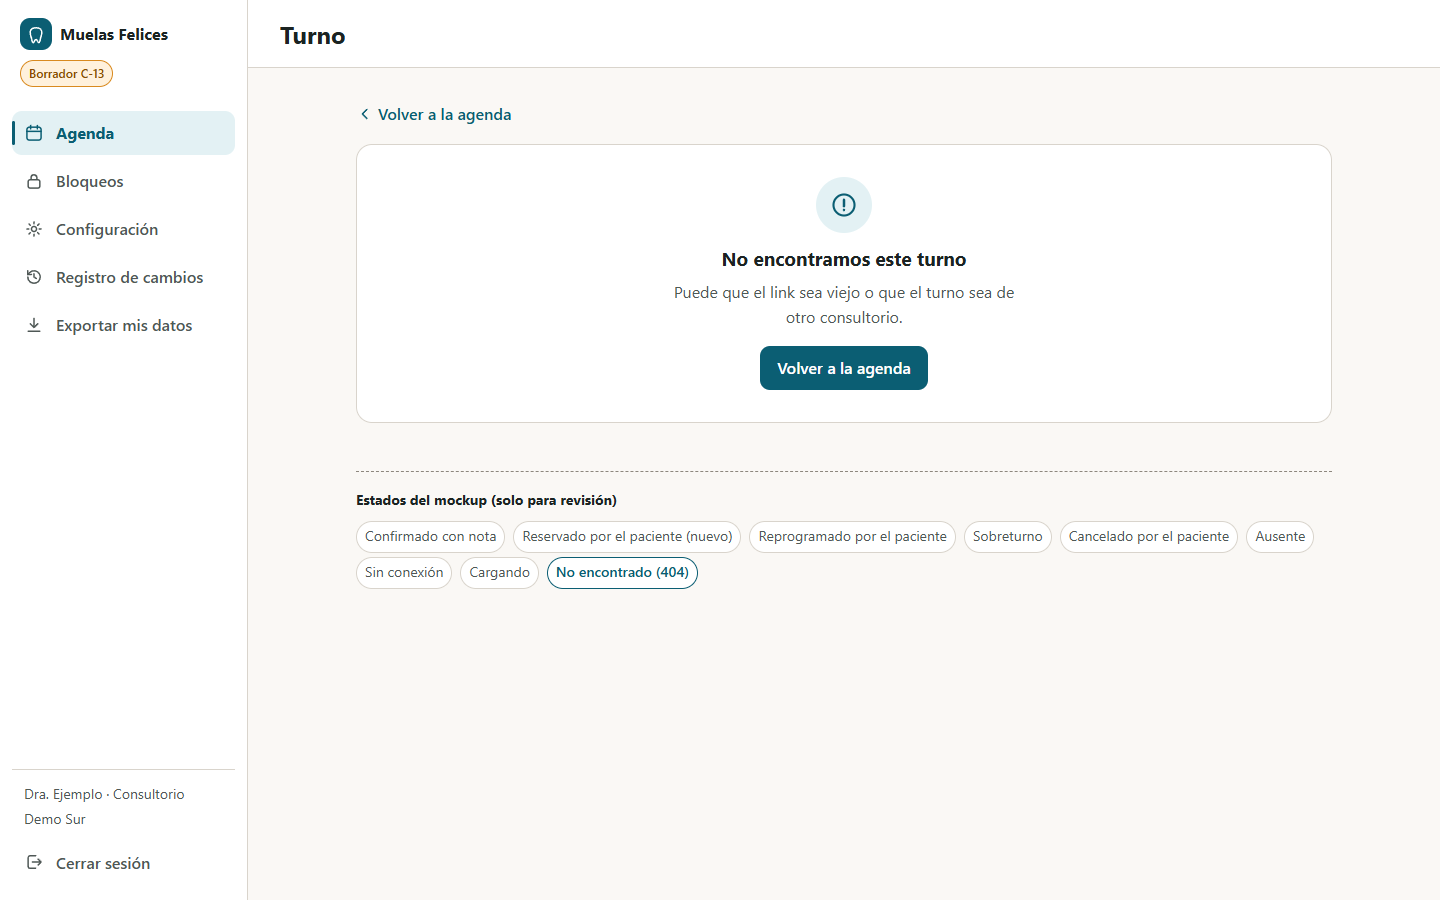 Muelas Felices
Borrador C-13
Agenda
Bloqueos
Configuración
Registro de cambios
Exportar mis datos
Dra. Ejemplo · Consultorio
Demo Sur
Cerrar sesión
Turno
Volver a la agenda
No encontramos este turno
Puede que el link sea viejo o que el turno sea de
otro consultorio.
Volver a la agenda
Estados del mockup (solo para revisión)
Confirmado con nota Reservado por el paciente (nuevo) Reprogramado por el paciente Sobreturno Cancelado por el paciente Ausente
Sin conexión Cargando No encontrado (404)